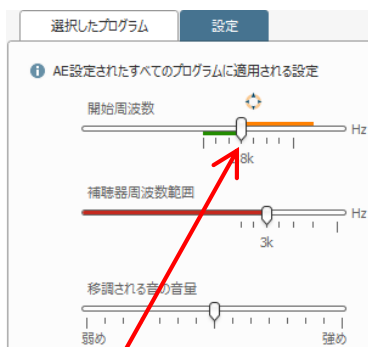 選択したプログラム
設定
AE設定されたすべてのプログラムに適用される設定
開始周波数
Hz
補聴器周波数範囲
Hz
3k
移調される音の音量
弱め
強め